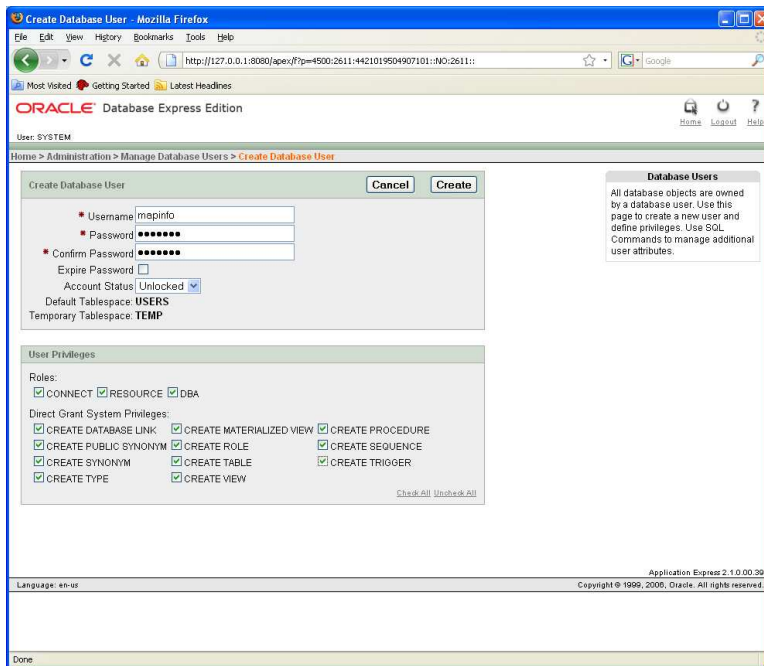 Create Database User - Mozilla Firefox
File Edit View History Bookmarks Tools Help
http://127.0.0.1:8080/apex/f?p=4500:2611:4421019504907101::NO:2611::
G Google
Most Visited Getting Started Latest Headlines
ORACLE Database Express Edition
Home Logout Help
User: SYSTEM
Home > Administration > Manage Database Users > Create Database User
Create Database User Cancel Create
* Username mapinfo
* Password •••••••
* Confirm Password •••••••
Expire Password
Account Status Unlocked
Default Tablespace: USERS
Temporary Tablespace: TEMP
Database Users
All database objects are owned
by a database user. Use this
page to create a new user and
define privileges. Use SQL
Commands to manage additional
user attributes.
User Privileges
Roles:
CONNECT RESOURCE DBA
Direct Grant System Privileges:
CREATE DATABASE LINK CREATE MATERIALIZED VIEW CREATE PROCEDURE
CREATE PUBLIC SYNONYM CREATE ROLE CREATE SEQUENCE
CREATE SYNONYM CREATE TABLE CREATE TRIGGER
CREATE TYPE CREATE VIEW
Check All Uncheck All
Application Express 2.1.0.00.39
Language: en-us Copyright © 1999, 2006, Oracle. All rights reserved.
Done